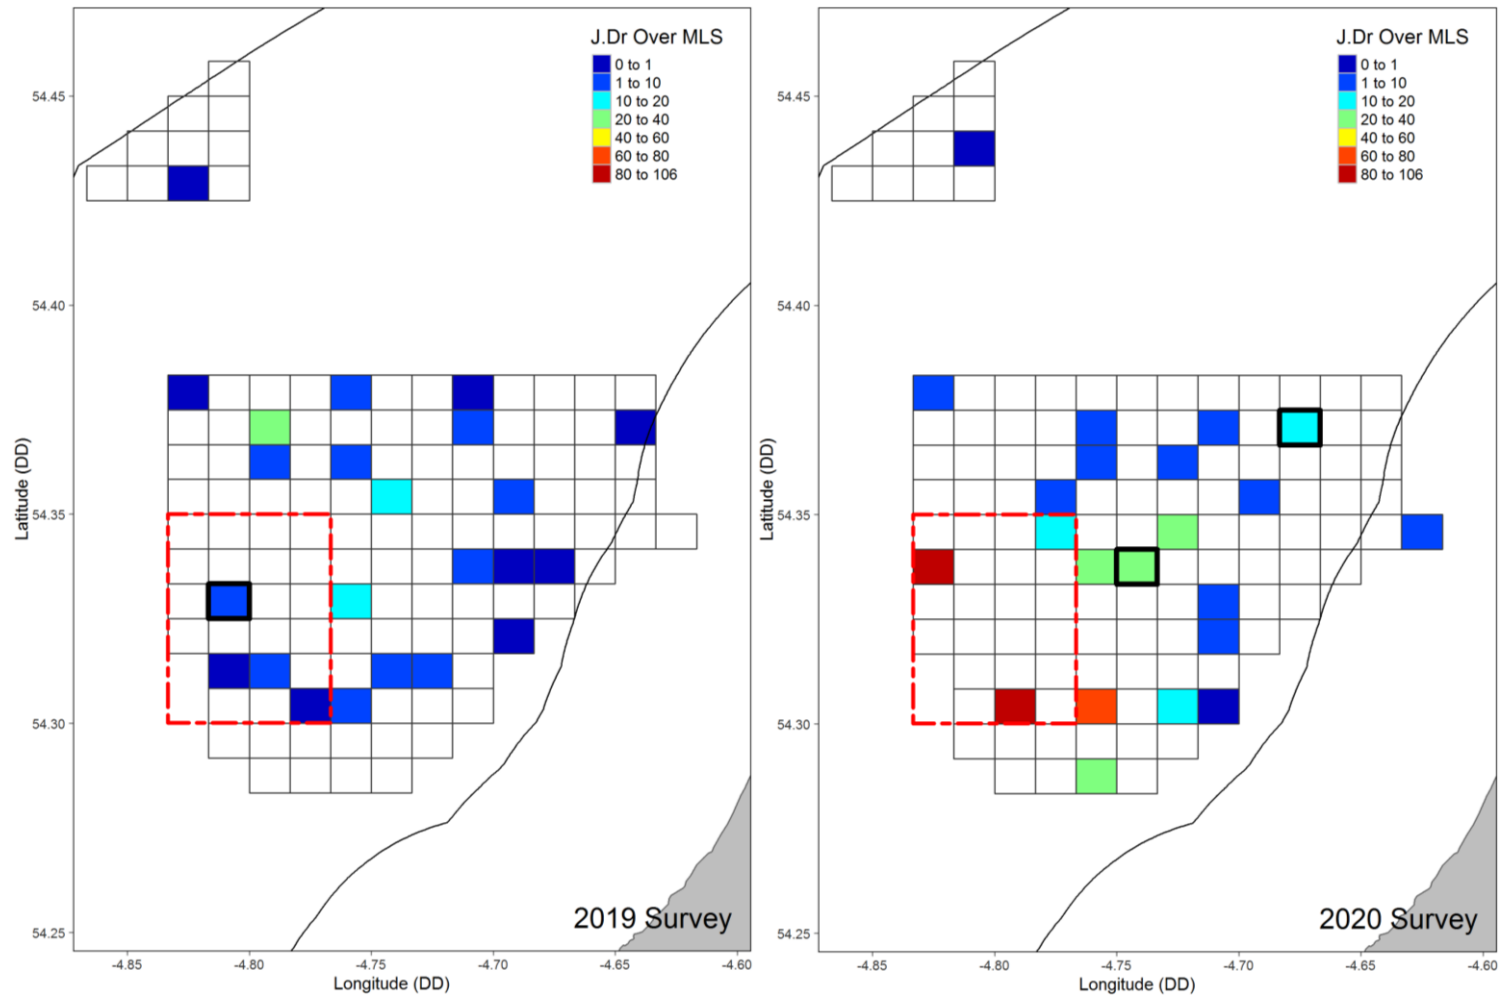 J.Dr Over MLS
0 to 1
1 to 10
10 to 20
20 to 40
40 to 60
60 to 80
80 to 106
54.45
54.40
54.35
54.30
54.25
Latitude (DD)
2019 Survey
-4.85 -4.80 -4.75 -4.70 -4.65 -4.60
Longitude (DD)
J.Dr Over MLS
0 to 1
1 to 10
10 to 20
20 to 40
40 to 60
60 to 80
80 to 106
54.45
54.40
54.35
54.30
54.25
Latitude (DD)
2020 Survey
-4.85 -4.80 -4.75 -4.70 -4.65 -4.60
Longitude (DD)